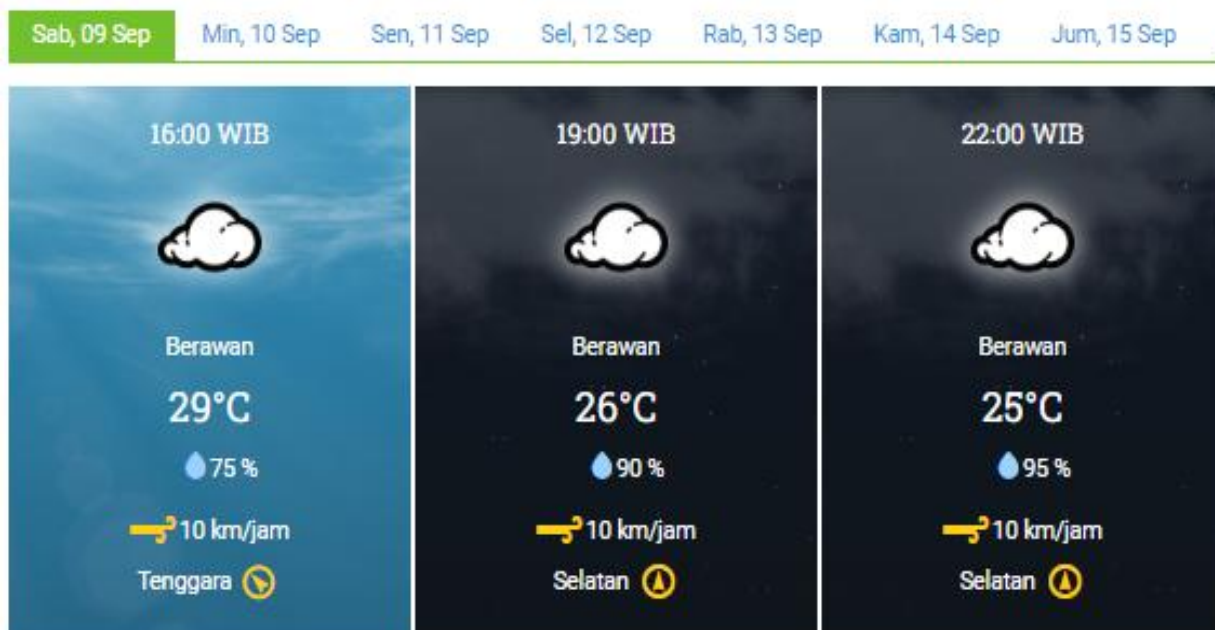 Sab, 09 Sep Min, 10 Sep Sen, 11 Sep Sel, 12 Sep Rab, 13 Sep Kam, 14 Sep Jum, 15 Sep
16:00 WIB
Berawan
29°C
75 %
10 km/jam
Tenggara
19:00 WIB
Berawan
26°C
90 %
10 km/jam
Selatan
22:00 WIB
Berawan
25°C
95 %
10 km/jam
Selatan